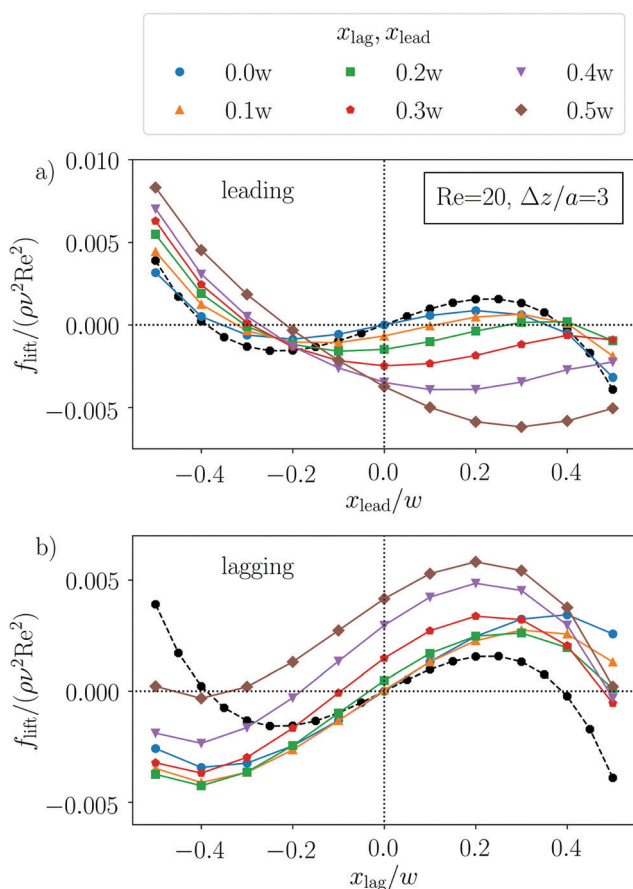 x_lag, x_lead
0.0w 0.2w 0.4w
0.1w 0.3w 0.5w
a)
leading
Re=20, Δz/a=3
f_lift/(ρν²Re²)
0.010
0.005
0.000
−0.005
−0.4 −0.2 0.0 0.2 0.4
x_lead/w
b)
lagging
f_lift/(ρν²Re²)
0.005
0.000
−0.005
−0.4 −0.2 0.0 0.2 0.4
x_lag/w